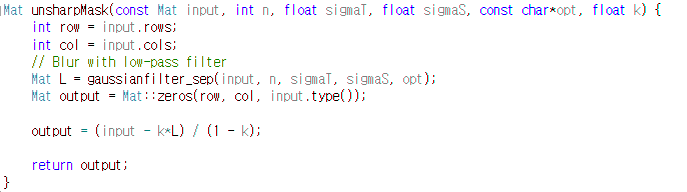 Mat unsharpMask(const Mat input, int n, float sigmaT, float sigmaS, const char*opt, float k) {
int row = input.rows;
int col = input.cols;
// Blur with low-pass filter
Mat L = gaussianfilter_sep(input, n, sigmaT, sigmaS, opt);
Mat output = Mat::zeros(row, col, input.type());
output = (input - k*L) / (1 - k);
return output;
}